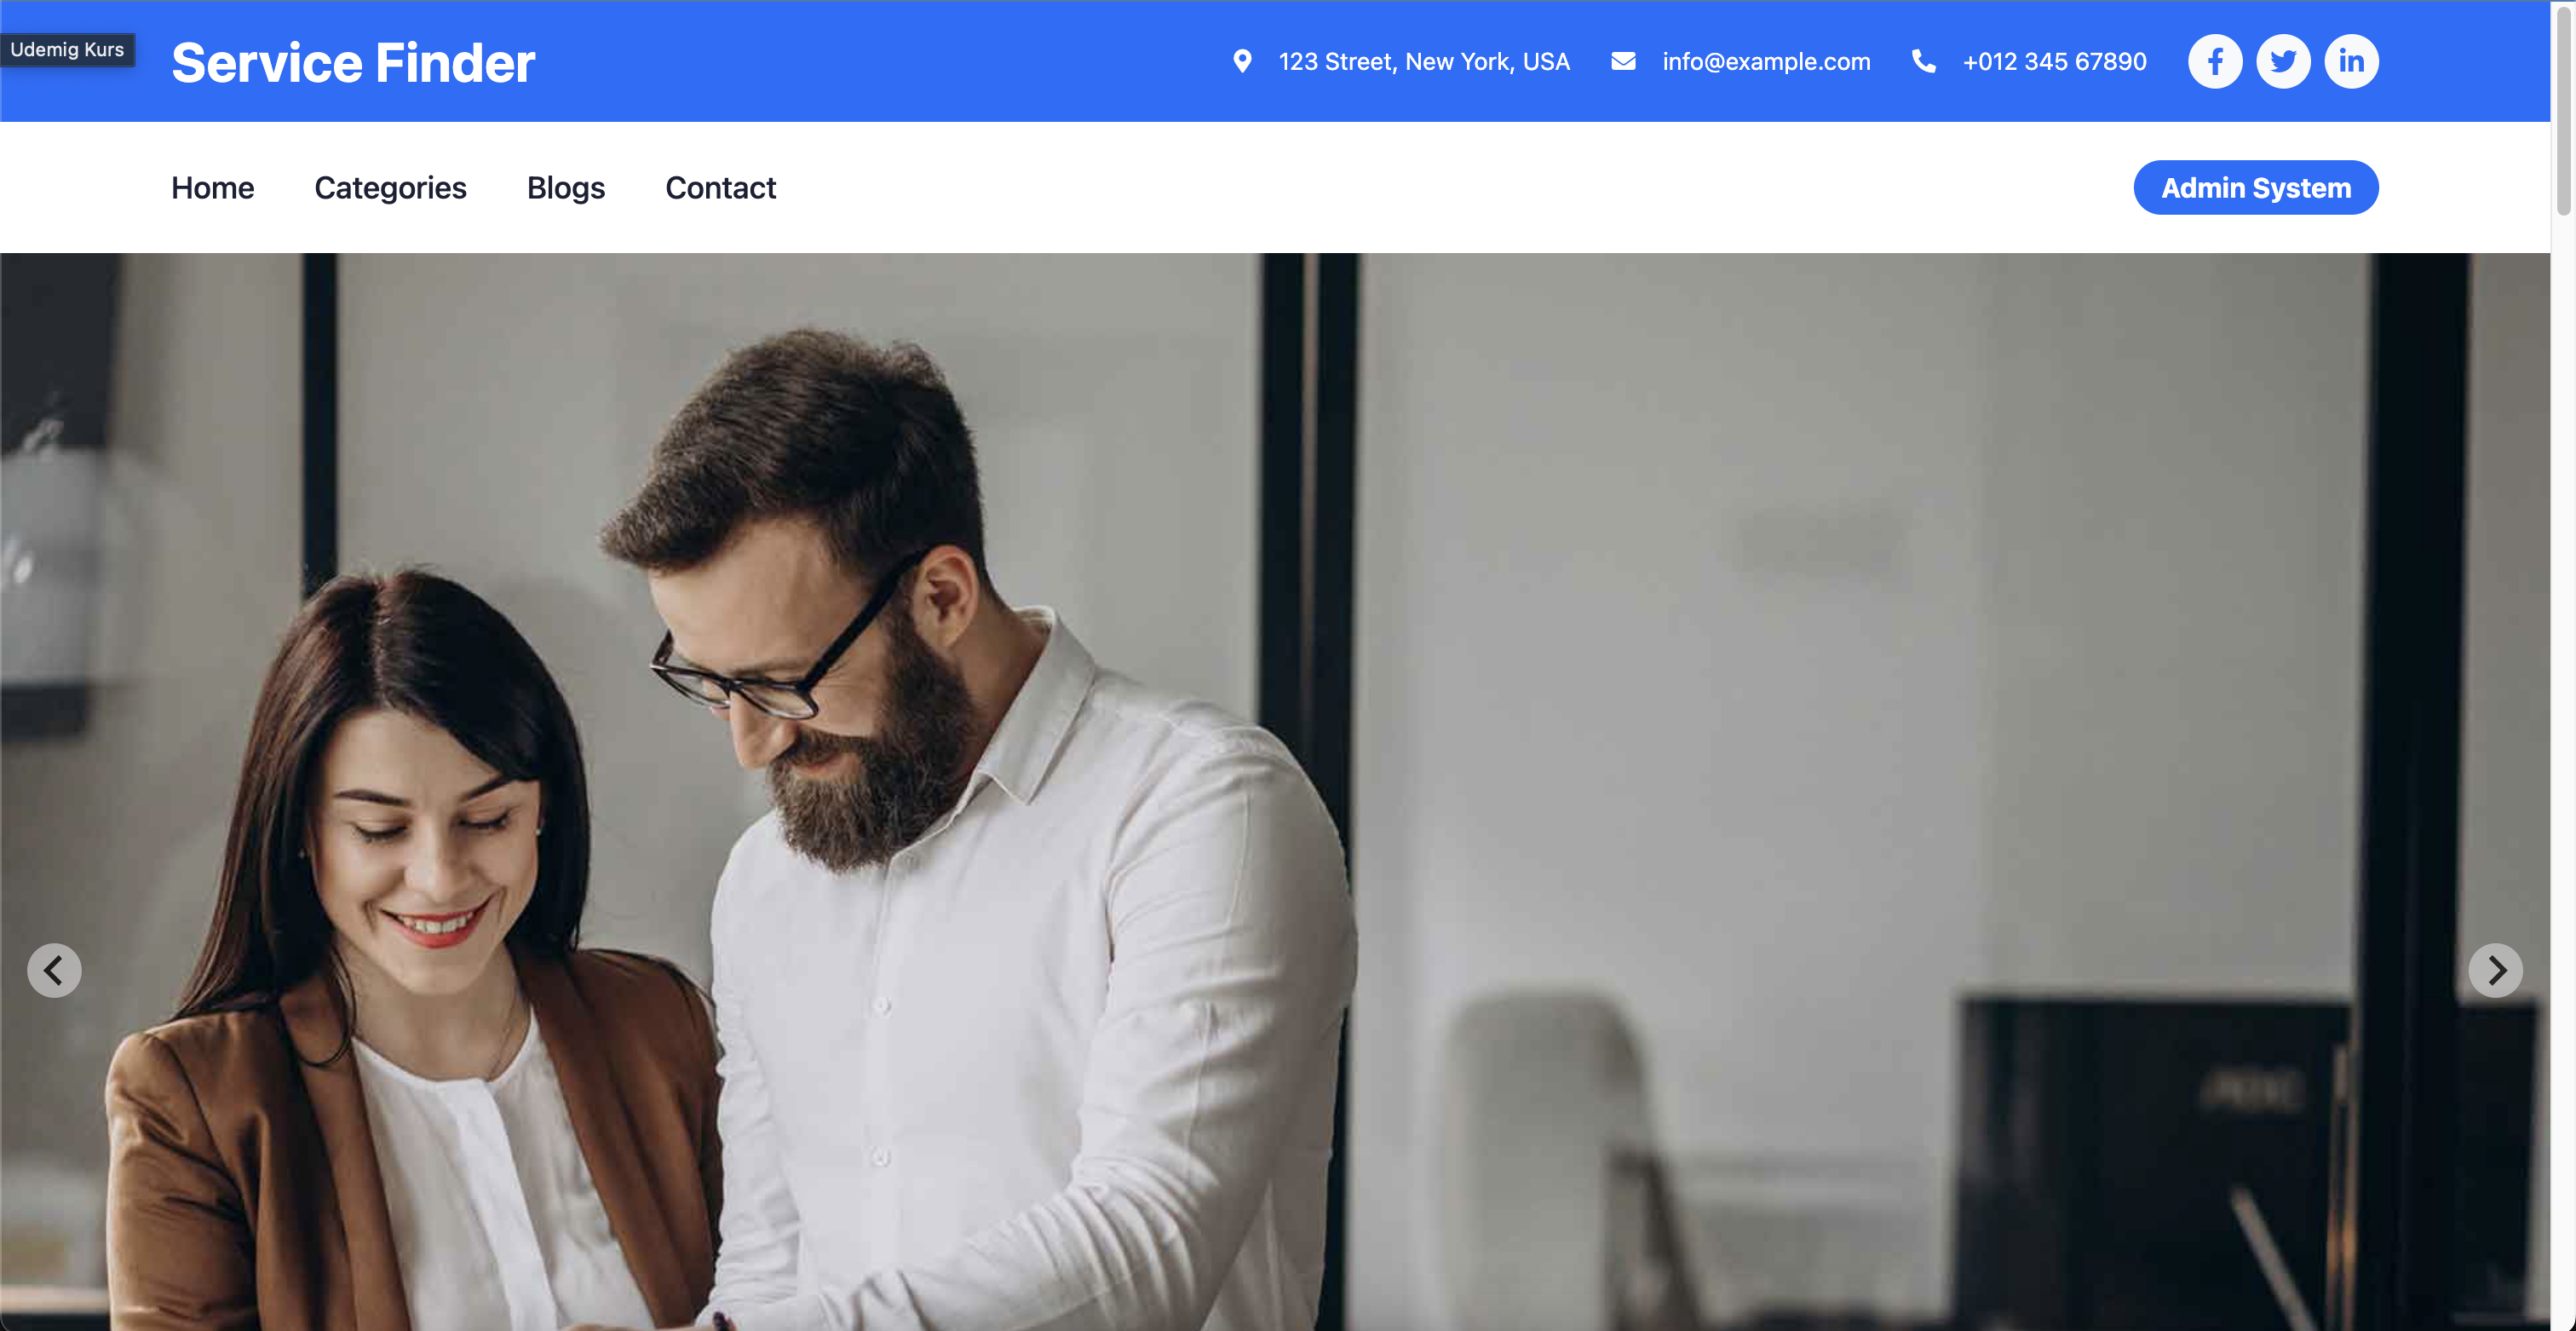 Udemig Kurs
Service Finder
123 Street, New York, USA
info@example.com
+012 345 67890
Home
Categories
Blogs
Contact
Admin System